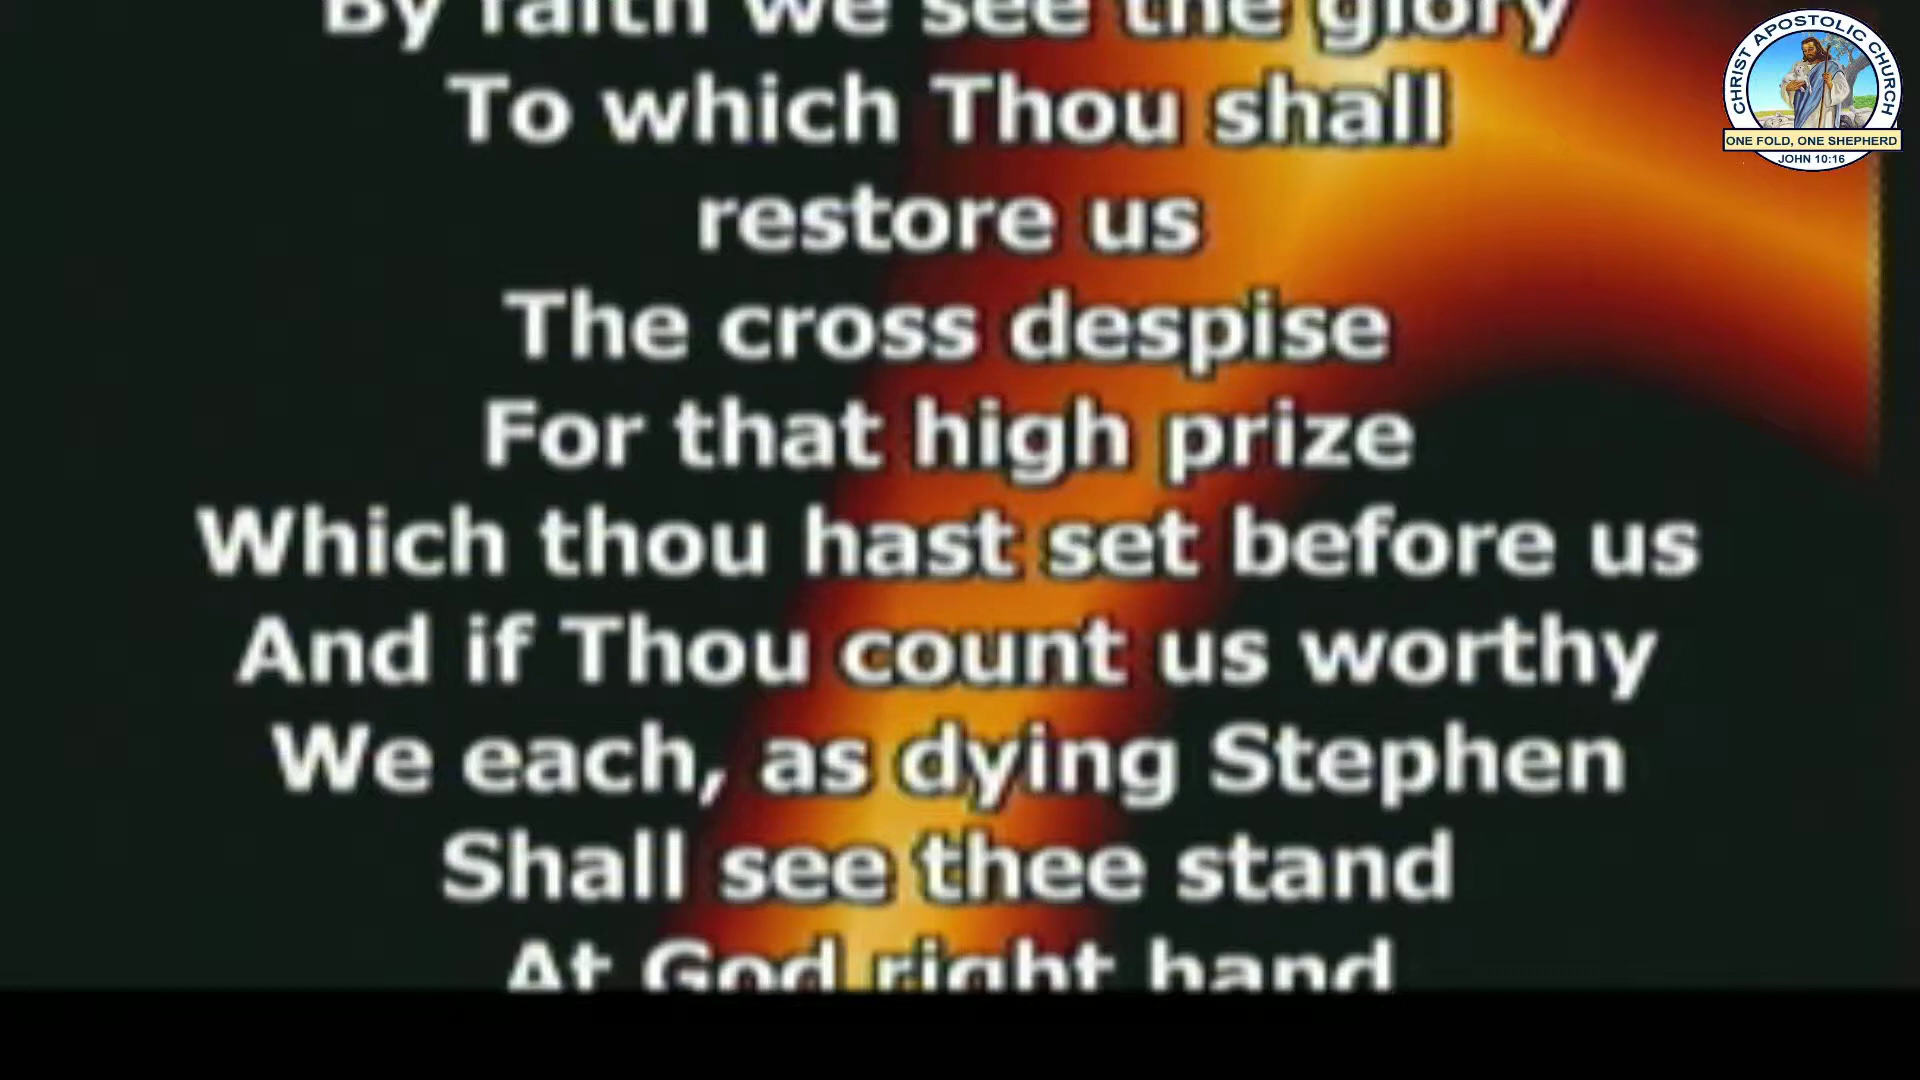 By faith we see the glory
To which Thou shall
restore us
The cross despise
For that high prize
Which thou hast set before us
And if Thou count us worthy
We each, as dying Stephen
Shall see thee stand
At God right hand
CHRIST APOSTOLIC CHURCH
ONE FOLD, ONE SHEPHERD
JOHN 10:16